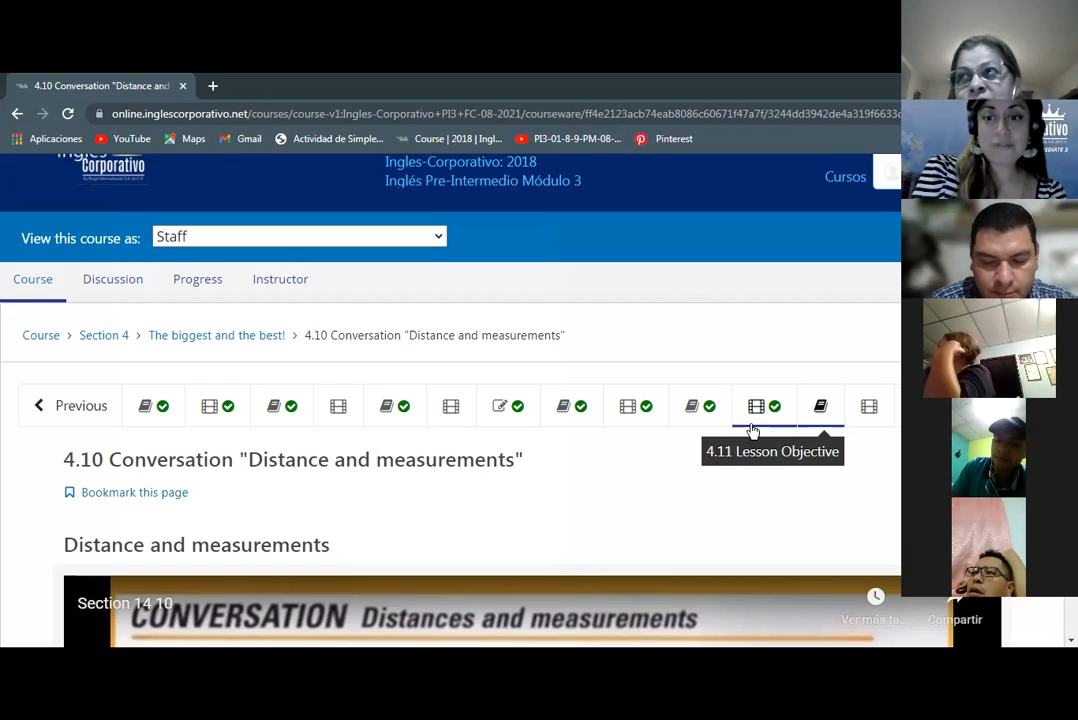 4.10 Conversation "Distance and
online.inglescorporativo.net/courses/course-v1:Ingles-Corporativo+PI3+FC-08-2021/courseware/ff4e2123acb74eab8086c60671f47a7f/3244dd3942de4a319f6633c
Aplicaciones YouTube Maps Gmail Actividad de Simple... Course | 2018 | Ingl... PI3-01-8-9-PM-08-... Pinterest
Corporativo
Ingles-Corporativo: 2018
Inglés Pre-Intermedio Módulo 3
Cursos
View this course as: Staff
Course Discussion Progress Instructor
Course > Section 4 > The biggest and the best! > 4.10 Conversation "Distance and measurements"
Previous
4.11 Lesson Objective
4.10 Conversation "Distance and measurements"
Bookmark this page
Distance and measurements
Section 14 10
CONVERSATION Distances and measurements
Ver más ta... Compartir